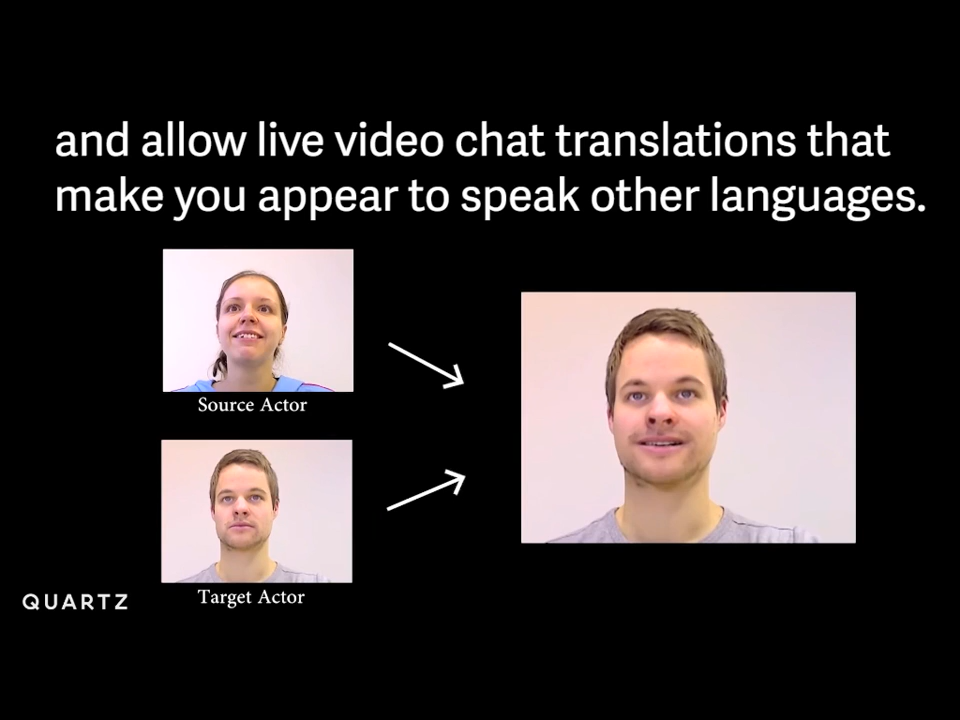 and allow live video chat translations that
make you appear to speak other languages.
Source Actor
Target Actor
QUARTZ